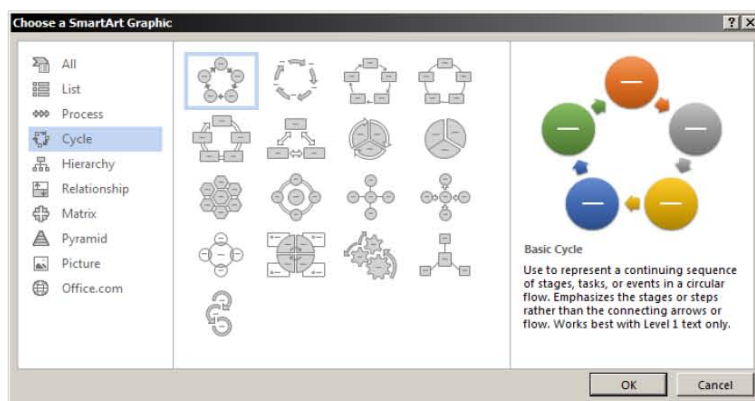 Choose a SmartArt Graphic
All
List
Process
Cycle
Hierarchy
Relationship
Matrix
Pyramid
Picture
Office.com
Basic Cycle
Use to represent a continuing sequence
of stages, tasks, or events in a circular
flow. Emphasizes the stages or steps
rather than the connecting arrows or
flow. Works best with Level 1 text only.
OK
Cancel